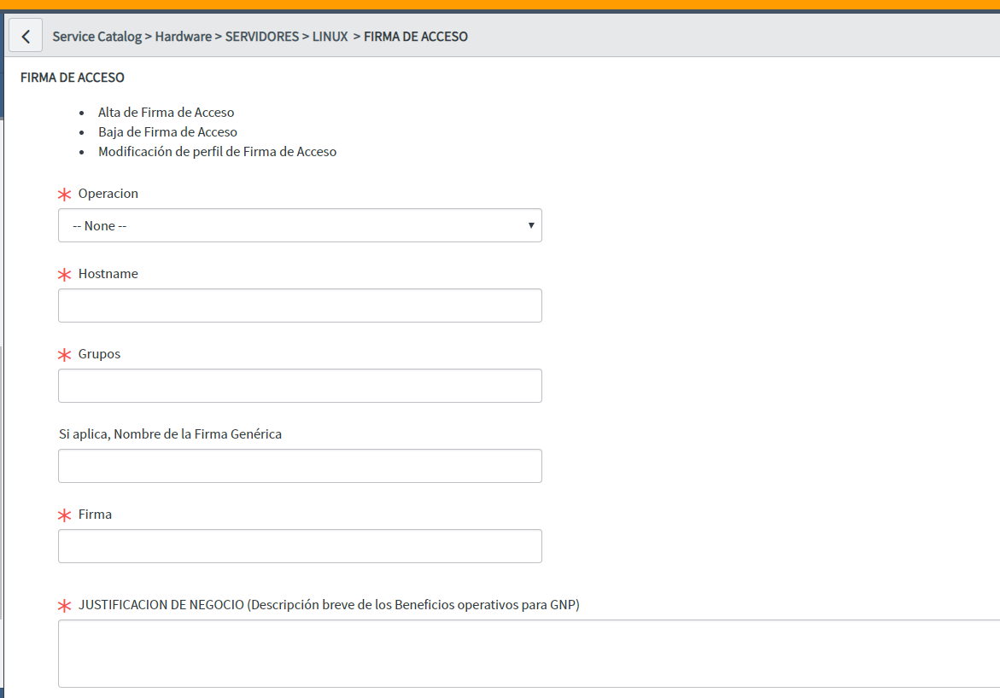 Service Catalog > Hardware > SERVIDORES > LINUX > FIRMA DE ACCESO
FIRMA DE ACCESO
• Alta de Firma de Acceso
• Baja de Firma de Acceso
• Modificación de perfil de Firma de Acceso
* Operacion
-- None --
* Hostname
* Grupos
Si aplica, Nombre de la Firma Genérica
* Firma
* JUSTIFICACION DE NEGOCIO (Descripción breve de los Beneficios operativos para GNP)